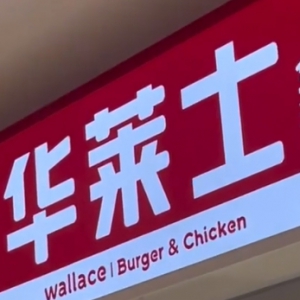 华莱士
wallace | Burger & Chicken